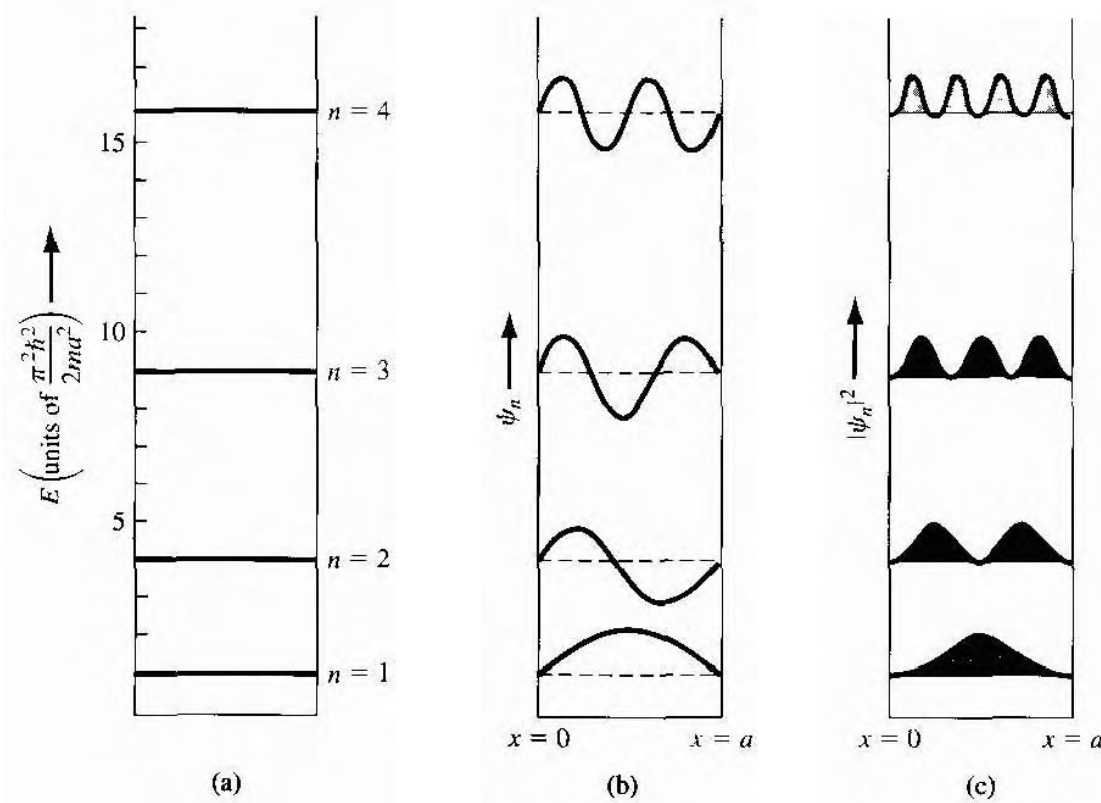 n = 4
15
10
n = 3
5
n = 2
n = 1
E (units of π²ħ²/2ma²)
(a)
ψₙ
x = 0
x = a
(b)
|ψₙ|²
x = 0
x = a
(c)